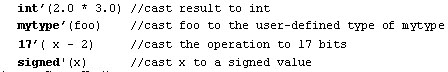 int'(2.0 * 3.0) //cast result to int
mytype'(foo) //cast foo to the user-defined type of mytype
17'( x - 2) //cast the operation to 17 bits
signed'(x) //cast x to a signed value